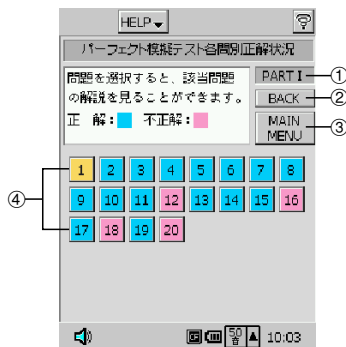 HELP▼
パーフェクト模擬テスト各問別正解状況
問題を選択すると、該当問題
の解説を見ることができます。
正 解: 不正解:
PART I ①
BACK ②
MAIN
MENU ③
④
1 2 3 4 5 6 7 8
9 10 11 12 13 14 15 16
17 18 19 20
50
音 ▲ 10:03